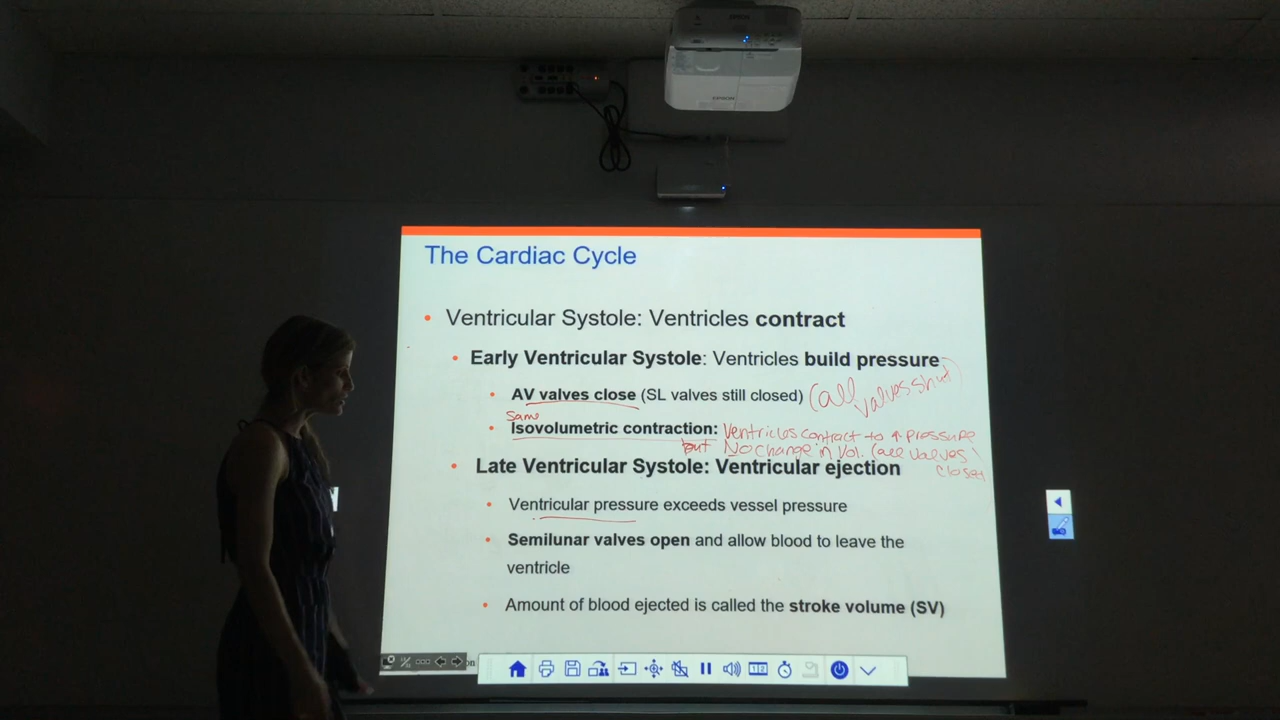 EPSON
EPSON
The Cardiac Cycle
• Ventricular Systole: Ventricles contract
• Early Ventricular Systole: Ventricles build pressure
• AV valves close (SL valves still closed) (all valves shut)
same
• Isovolumetric contraction: Ventricles contract to ↑ pressure
but No change in vol. (all valves closed
• Late Ventricular Systole: Ventricular ejection
• Ventricular pressure exceeds vessel pressure
• Semilunar valves open and allow blood to leave the
ventricle
• Amount of blood ejected is called the stroke volume (SV)
on